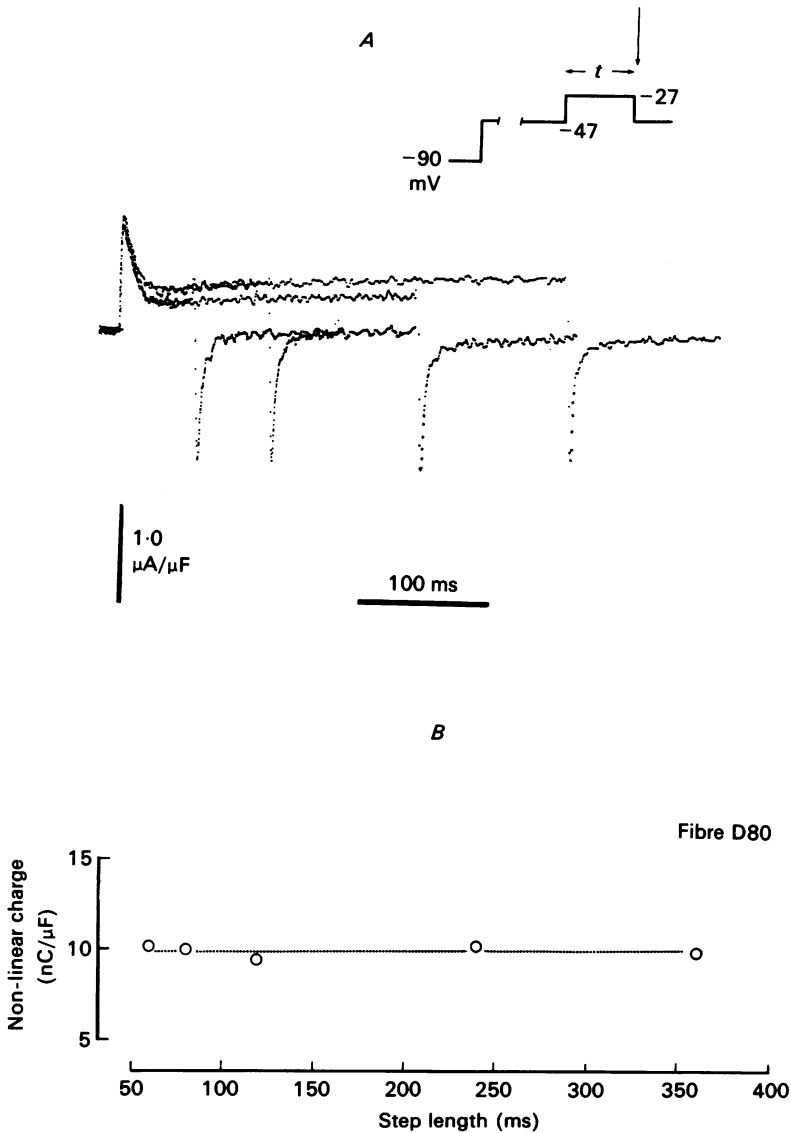 A
← t →
−27
−47
−90
mV
1·0
μA/μF
100 ms
B
Fibre D80
Non-linear charge
(nC/μF)
15
10
5
50 100 150 200 250 300 350 400
Step length (ms)